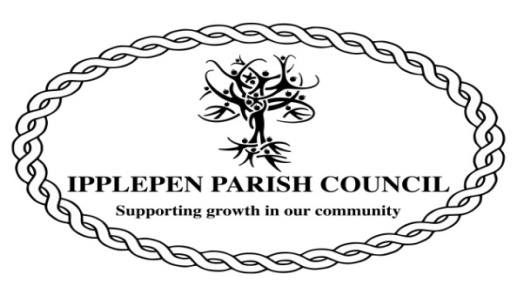 IPPLEPEN PARISH COUNCIL
Supporting growth in our community